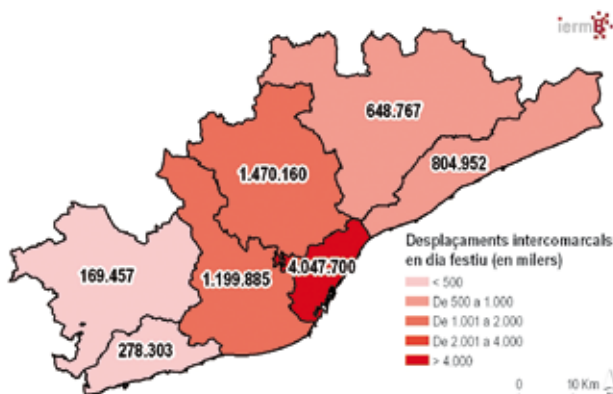 iermB
648.767
804.952
1.470.160
4.047.700
169.457
1.199.885
278.303
Desplaçaments intercomarcals
en dia festiu (en milers)
< 500
De 500 a 1.000
De 1.001 a 2.000
De 2.001 a 4.000
> 4.000
0 10 Km